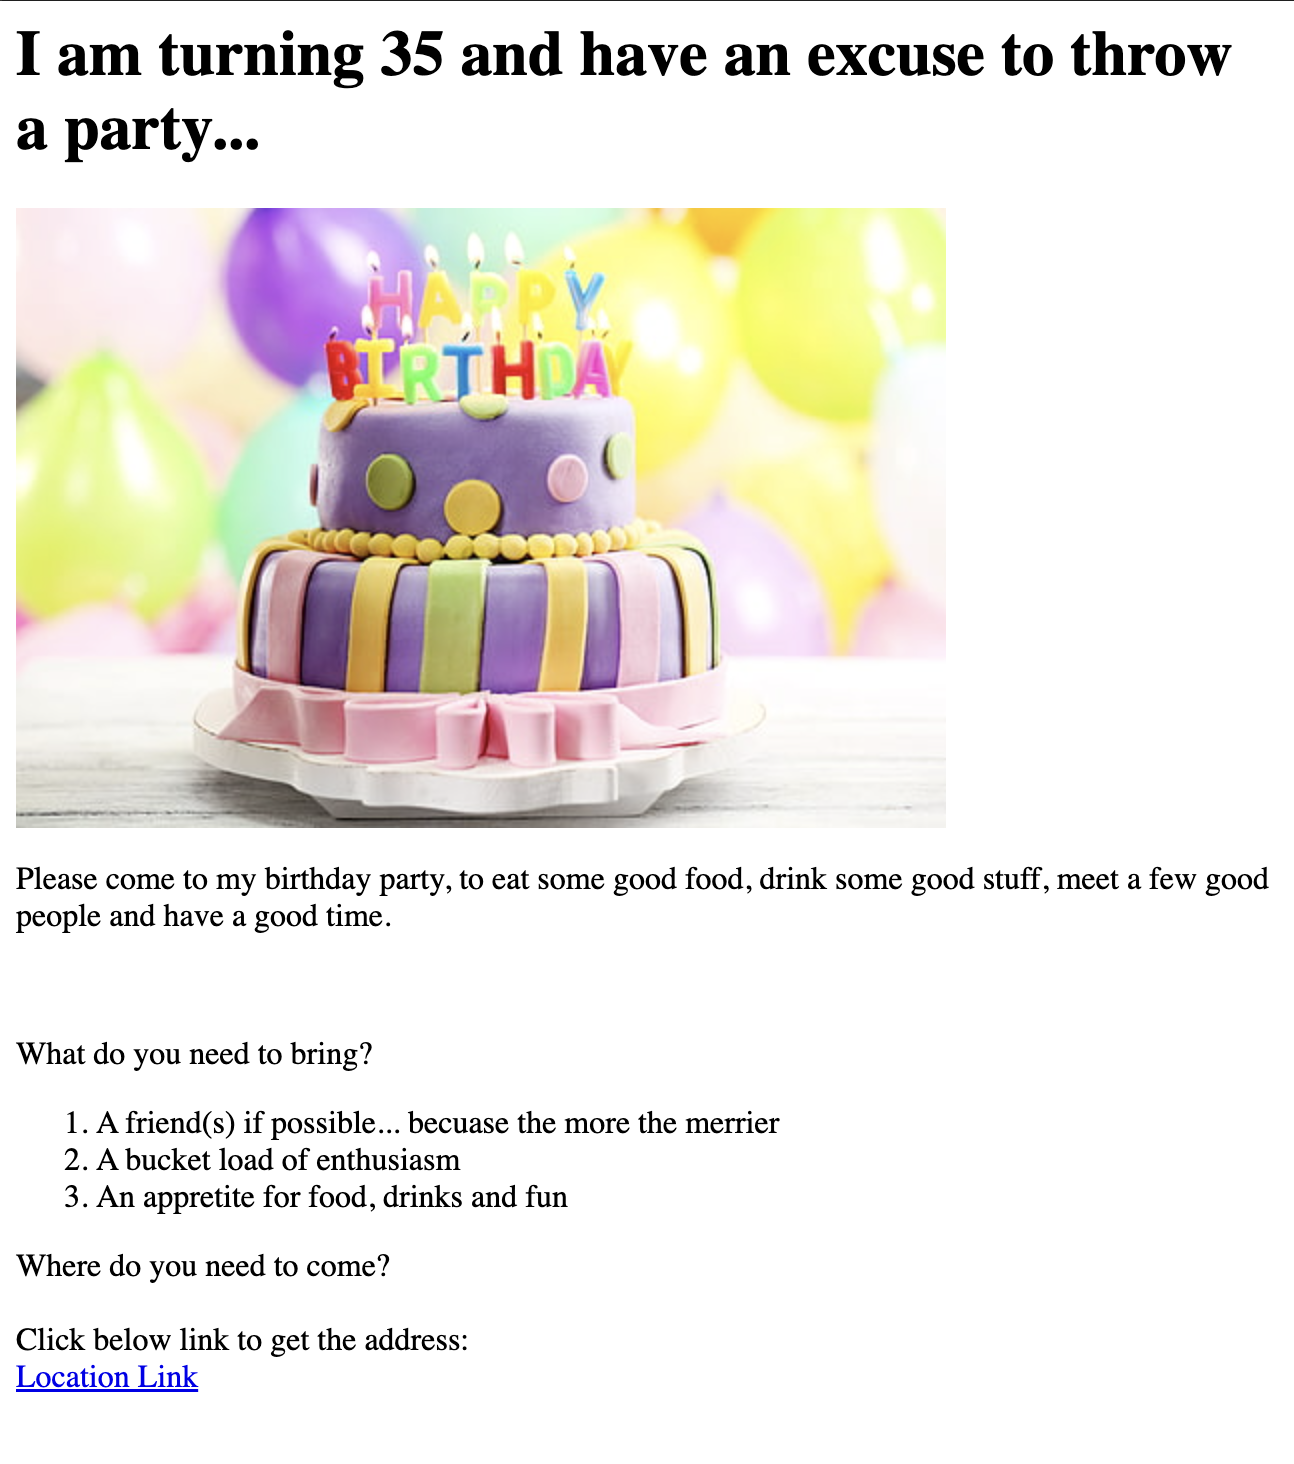 I am turning 35 and have an excuse to throw
a party...
HAPPY
BIRTHDAY
Please come to my birthday party, to eat some good food, drink some good stuff, meet a few good
people and have a good time.
What do you need to bring?
1. A friend(s) if possible... becuase the more the merrier
2. A bucket load of enthusiasm
3. An appretite for food, drinks and fun
Where do you need to come?
Click below link to get the address:
Location Link